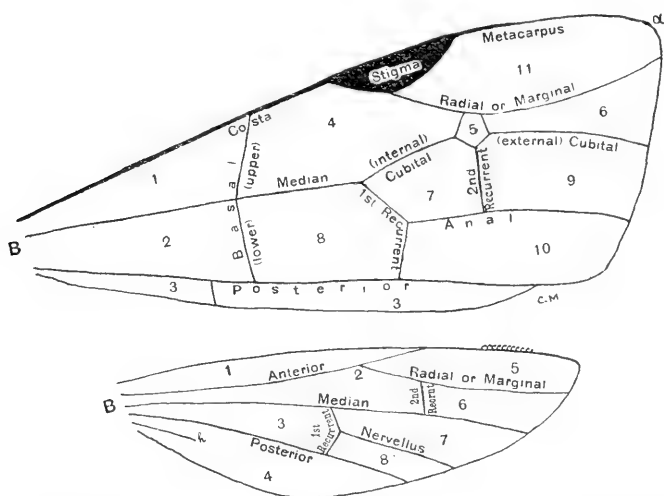 α
Metacarpus
Stigma
11
Radial or Marginal
Costa
4
5
6
(internal)
Cubital
(external) Cubital
1
Basal
(upper)
Median
2nd
Recurrent
7
9
1st Recurrent
Anal
B
2
(lower)
8
10
3
Posterior
3
C.M
1
Anterior
2
5
Radial or Marginal
B
Median
2nd
Recrnt
6
3
1st
Recurrent
Nervellus
7
h
Posterior
8
4